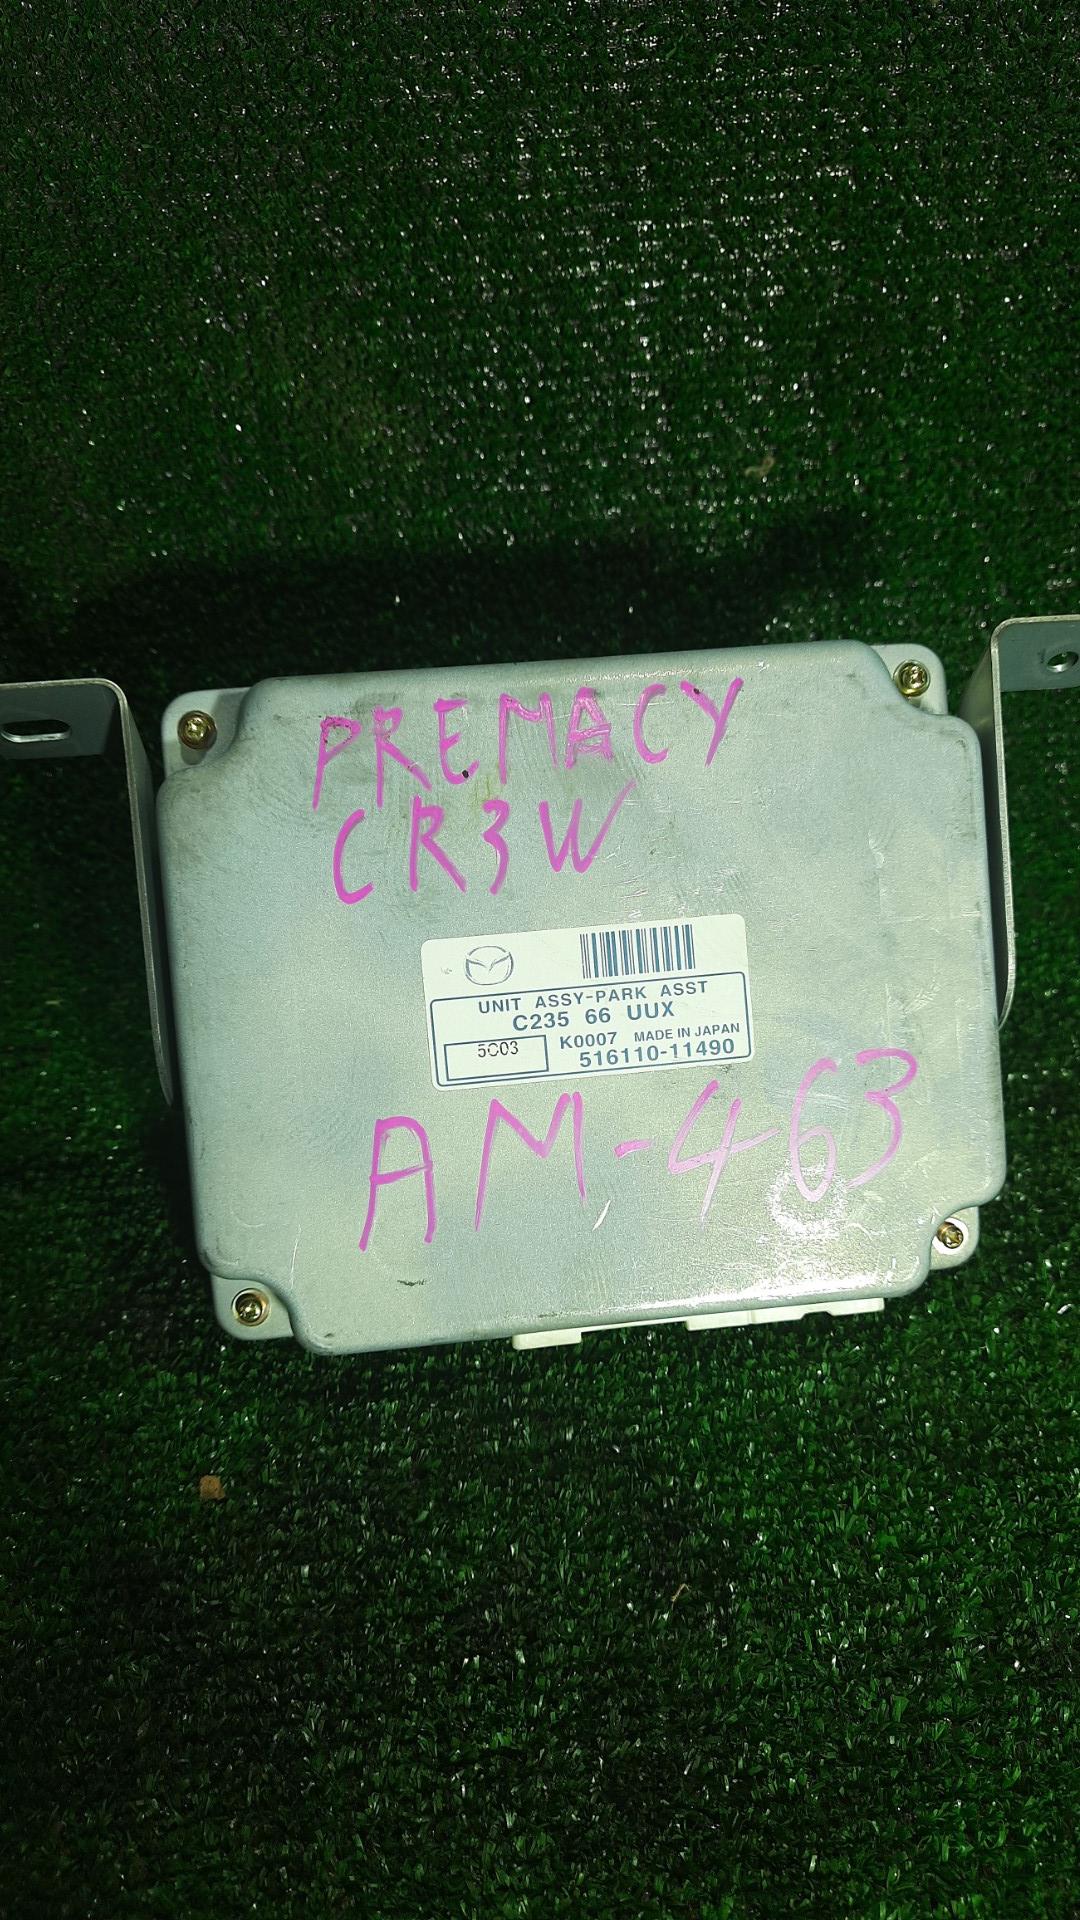 PREMACY
CR3W
UNIT ASSY-PARK ASST
C235 66 UUX
5C03
K0007 MADE IN JAPAN
516110-11490
AM-463